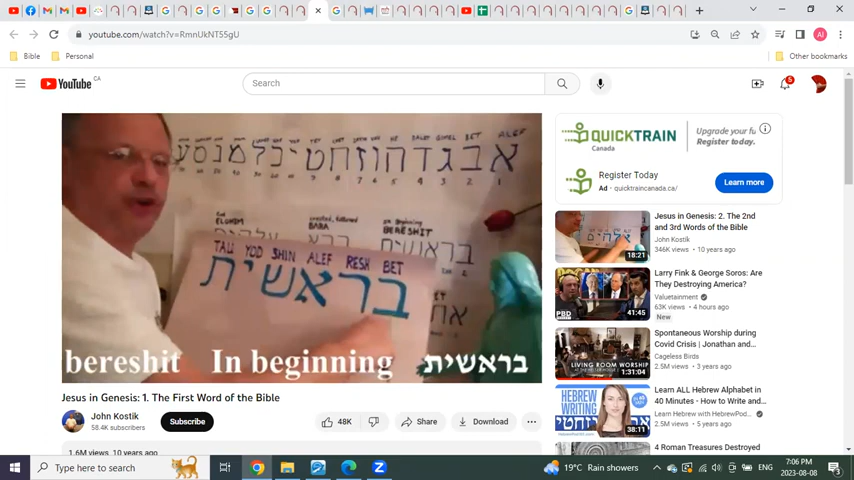 youtube.com/watch?v=RmnUkNT55gU
Bible
Personal
Other bookmarks
YouTube CA
Search
5
QUICKTRAIN
Canada
Upgrade your fu
Register today.
Register Today
Ad · quicktraincanada.ca/
Learn more
ELOHIM
BARA
BERESHIT
TAU YOD SHIN ALEF RESH BET
בראשית
bereshit In beginning בראשית
Jesus in Genesis: 1. The First Word of the Bible
John Kostik
58.4K subscribers
Subscribe
48K
Share
Download
1.6M views 10 years ago
Jesus in Genesis: 2. The 2nd
and 3rd Words of the Bible
John Kostik
346K views • 10 years ago
18:21
Larry Fink & George Soros: Are
They Destroying America?
Valuetainment
63K views • 4 hours ago
New
PBD
41:45
Spontaneous Worship during
Covid Crisis | Jonathan and...
Cageless Birds
2.5M views • 3 years ago
LIVING ROOM WORSHIP
1:31:04
Learn ALL Hebrew Alphabet in
40 Minutes - How to Write and...
Learn Hebrew with HebrewPod...
2.5M views • 5 years ago
HEBREW
WRITING
38:11
4 Roman Treasures Destroyed
Type here to search
19°C Rain showers
ENG
7:06 PM
2023-08-08
3